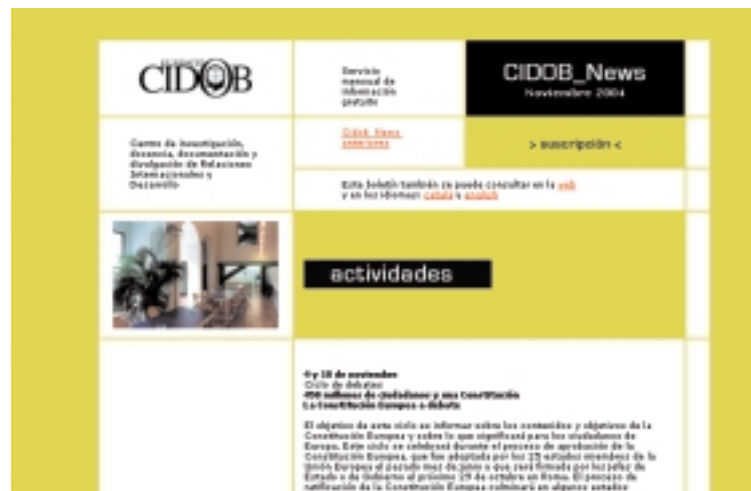 CIDOB
Servicio
mensual de
información
gratuito
CIDOB_News
Noviembre 2004
Cidob News
anteriores
> suscripción <
Centro de investigación,
docencia, documentación y
divulgación de Relaciones
Internacionales y
Desarrollo
Este boletín también se puede consultar en la web
y en los idiomas: català y english
actividades
4 y 18 de noviembre
Ciclo de debates
450 millones de ciudadanos y una Constitución
La Constitución Europea a debate
El objetivo de este ciclo es informar sobre los contenidos y objetivos de la
Constitución Europea y sobre lo que significará para los ciudadanos de
Europa. Este ciclo se celebrará durante el proceso de aprobación de la
Constitución Europea, que fue adoptada por los 25 estados miembros de la
Unión Europea el pasado mes de junio y que será firmada por los jefes de
Estado o de Gobierno el próximo 29 de octubre en Roma. El proceso de
ratificación de la Constitución Europea culminará en algunos estados